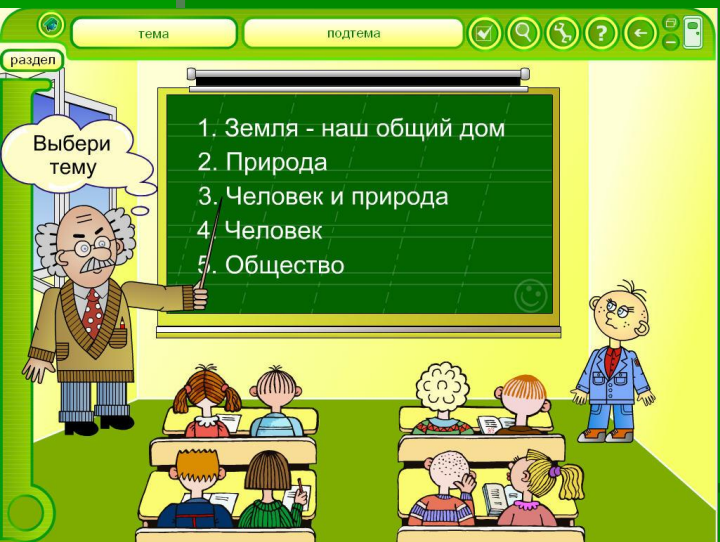 тема
подтема
раздел
Выбери
тему
1. Земля - наш общий дом
2. Природа
3. Человек и природа
4. Человек
5. Общество
?